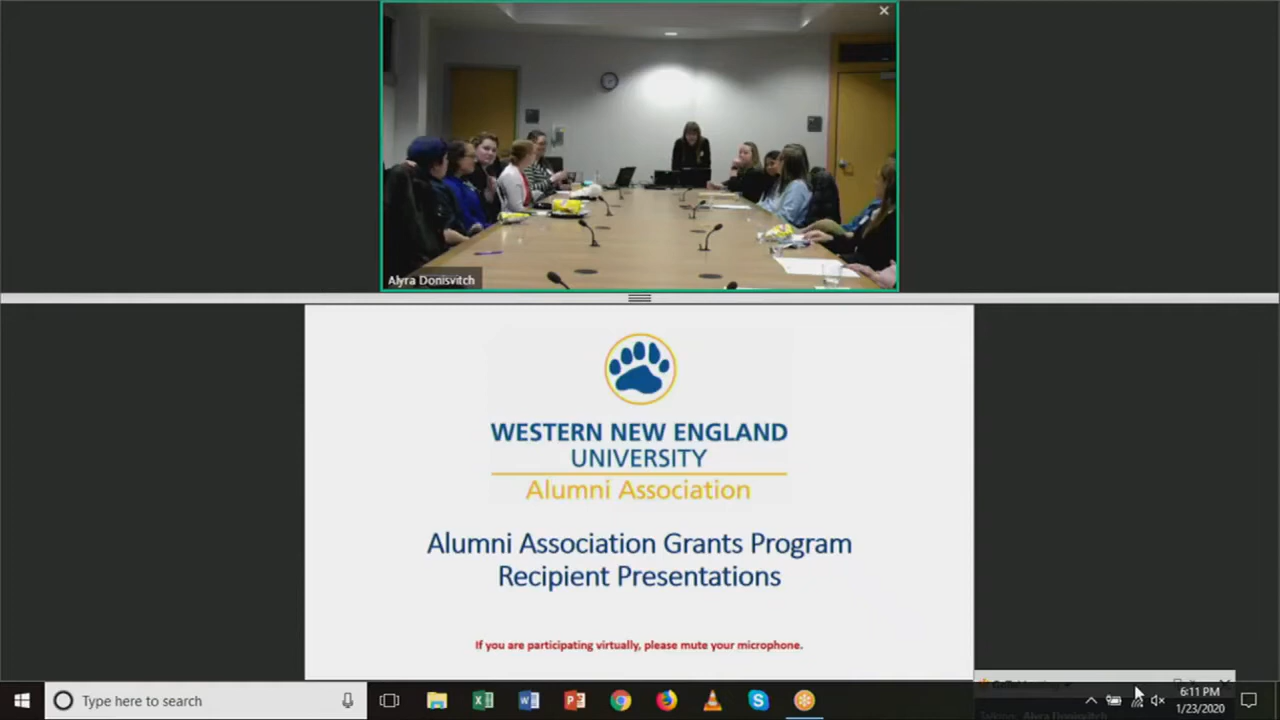 Alyra Donisvitch
WESTERN NEW ENGLAND
UNIVERSITY
Alumni Association
Alumni Association Grants Program
Recipient Presentations
If you are participating virtually, please mute your microphone.
Type here to search
6:11 PM
1/23/2020